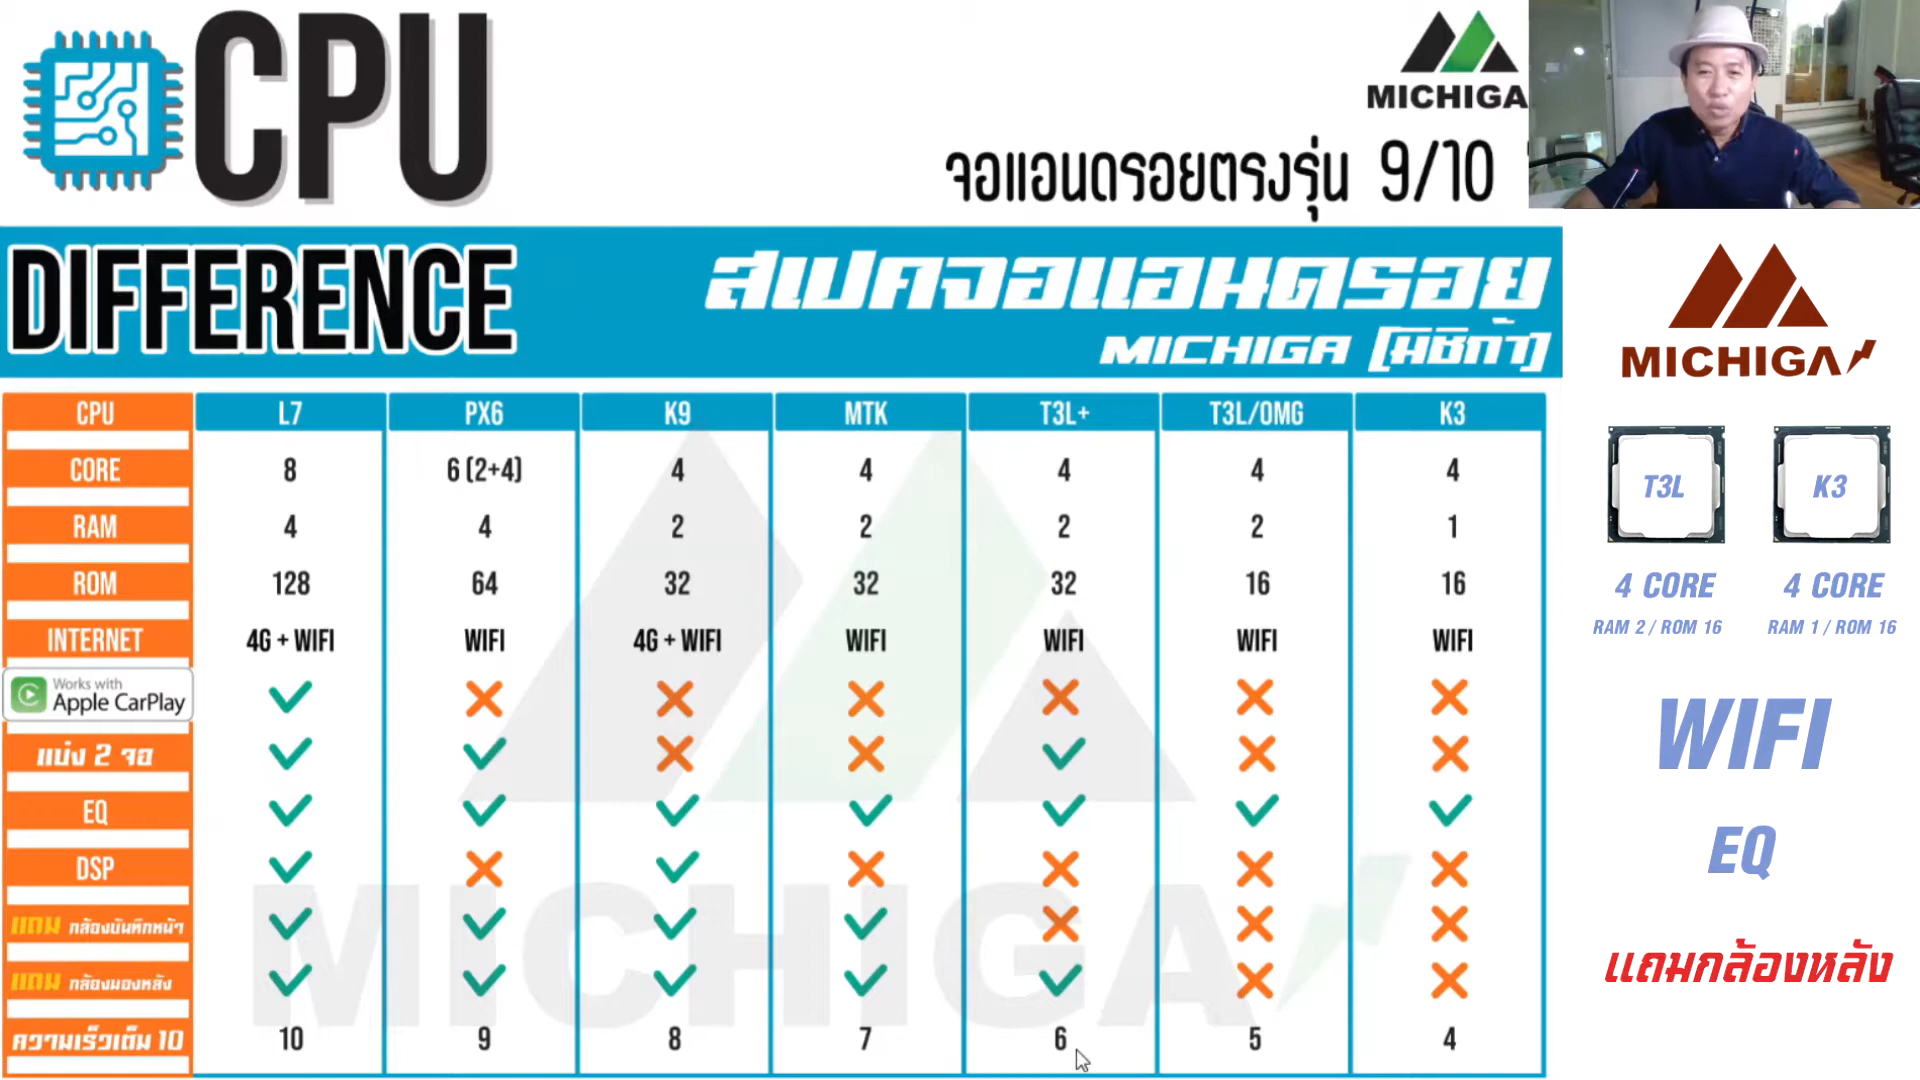 CPU
MICHIGA
จอแอนดรอยตรงรุ่น 9/10
DIFFERENCE
สเปคจอแอนดรอย
MICHIGA [มิชิก้า]
MICHIGA
CPU L7 PX6 K9 MTK T3L+ T3L/OMG K3
CORE 8 6 (2+4) 4 4 4 4 4
RAM 4 4 2 2 2 2 1
ROM 128 64 32 32 32 16 16
INTERNET 4G + WIFI WIFI 4G + WIFI WIFI WIFI WIFI WIFI
Works with
Apple CarPlay
แบ่ง 2 จอ
EQ
DSP
แถม กล้องบันทึกหน้า
แถม กล้องมองหลัง
ความเร็วเต็ม 10 10 9 8 7 6 5 4
MICHIGA
T3L K3
4 CORE 4 CORE
RAM 2 / ROM 16 RAM 1 / ROM 16
WIFI
EQ
แถมกล้องหลัง